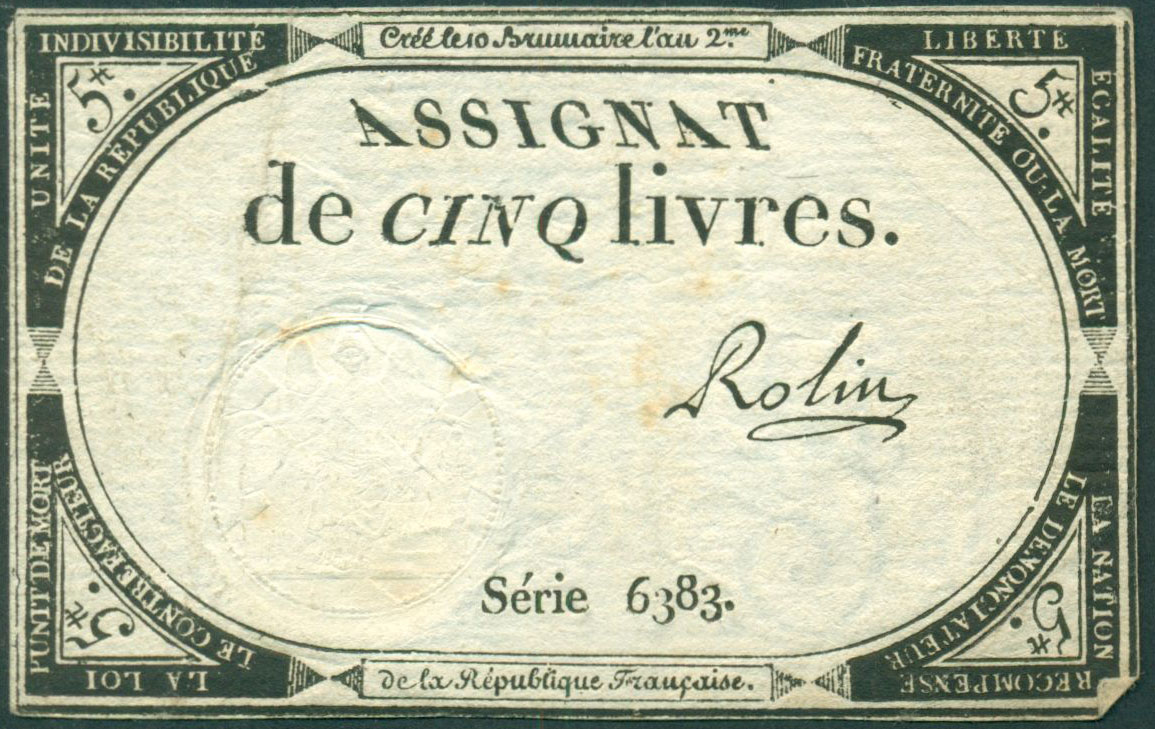 Créé le 10 Brumaire l'an 2.me
UNITE
INDIVISIBILITE
DE LA REPUBLIQUE
5₶.
LIBERTE
EGALITE
FRATERNITE OU LA MORT
5₶.
ASSIGNAT
de CINQ livres.
Rolin
Série 6383.
LA LOI
PUNIT DE MORT
LE CONTREFACTEUR
5₶.
LA NATION
RECOMPENSE
LE DENONCIATEUR
5₶.
de la République Française.